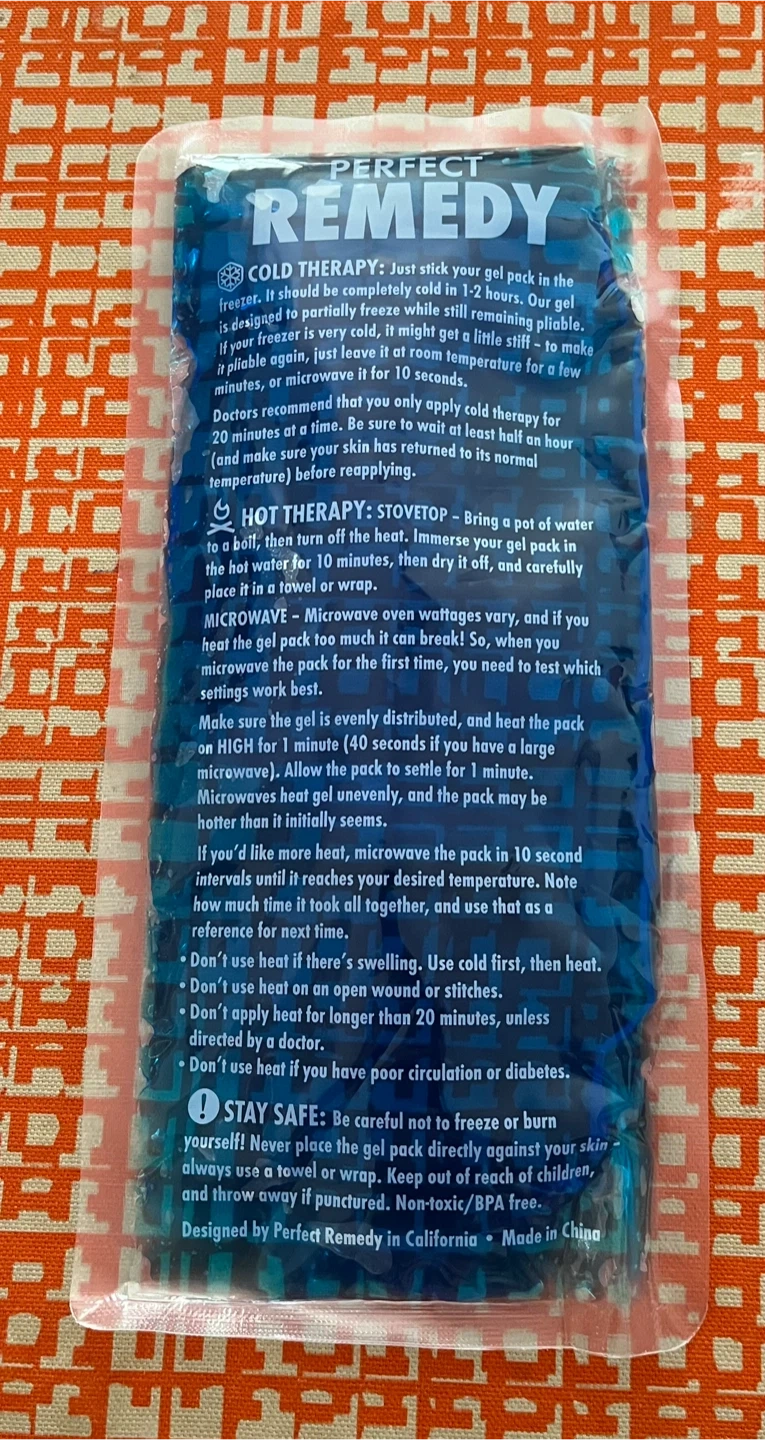 PERFECT
REMEDY
COLD THERAPY: Just stick your gel pack in the
freezer. It should be completely cold in 1-2 hours. Our gel
is designed to partially freeze while still remaining pliable.
If your freezer is very cold, it might get a little stiff – to make
it pliable again, just leave it at room temperature for a few
minutes, or microwave it for 10 seconds.
Doctors recommend that you only apply cold therapy for
20 minutes at a time. Be sure to wait at least half an hour
(and make sure your skin has returned to its normal
temperature) before reapplying.
HOT THERAPY: STOVETOP – Bring a pot of water
to a boil, then turn off the heat. Immerse your gel pack in
the hot water for 10 minutes, then dry it off, and carefully
place it in a towel or wrap.
MICROWAVE – Microwave oven wattages vary, and if you
heat the gel pack too much it can break! So, when you
microwave the pack for the first time, you need to test which
settings work best.
Make sure the gel is evenly distributed, and heat the pack
on HIGH for 1 minute (40 seconds if you have a large
microwave). Allow the pack to settle for 1 minute.
Microwaves heat gel unevenly, and the pack may be
hotter than it initially seems.
If you'd like more heat, microwave the pack in 10 second
intervals until it reaches your desired temperature. Note
how much time it took all together, and use that as a
reference for next time.
• Don't use heat if there's swelling. Use cold first, then heat.
• Don't use heat on an open wound or stitches.
• Don't apply heat for longer than 20 minutes, unless
directed by a doctor.
• Don't use heat if you have poor circulation or diabetes.
! STAY SAFE: Be careful not to freeze or burn
yourself! Never place the gel pack directly against your skin –
always use a towel or wrap. Keep out of reach of children,
and throw away if punctured. Non-toxic/BPA free.
Designed by Perfect Remedy in California • Made in China